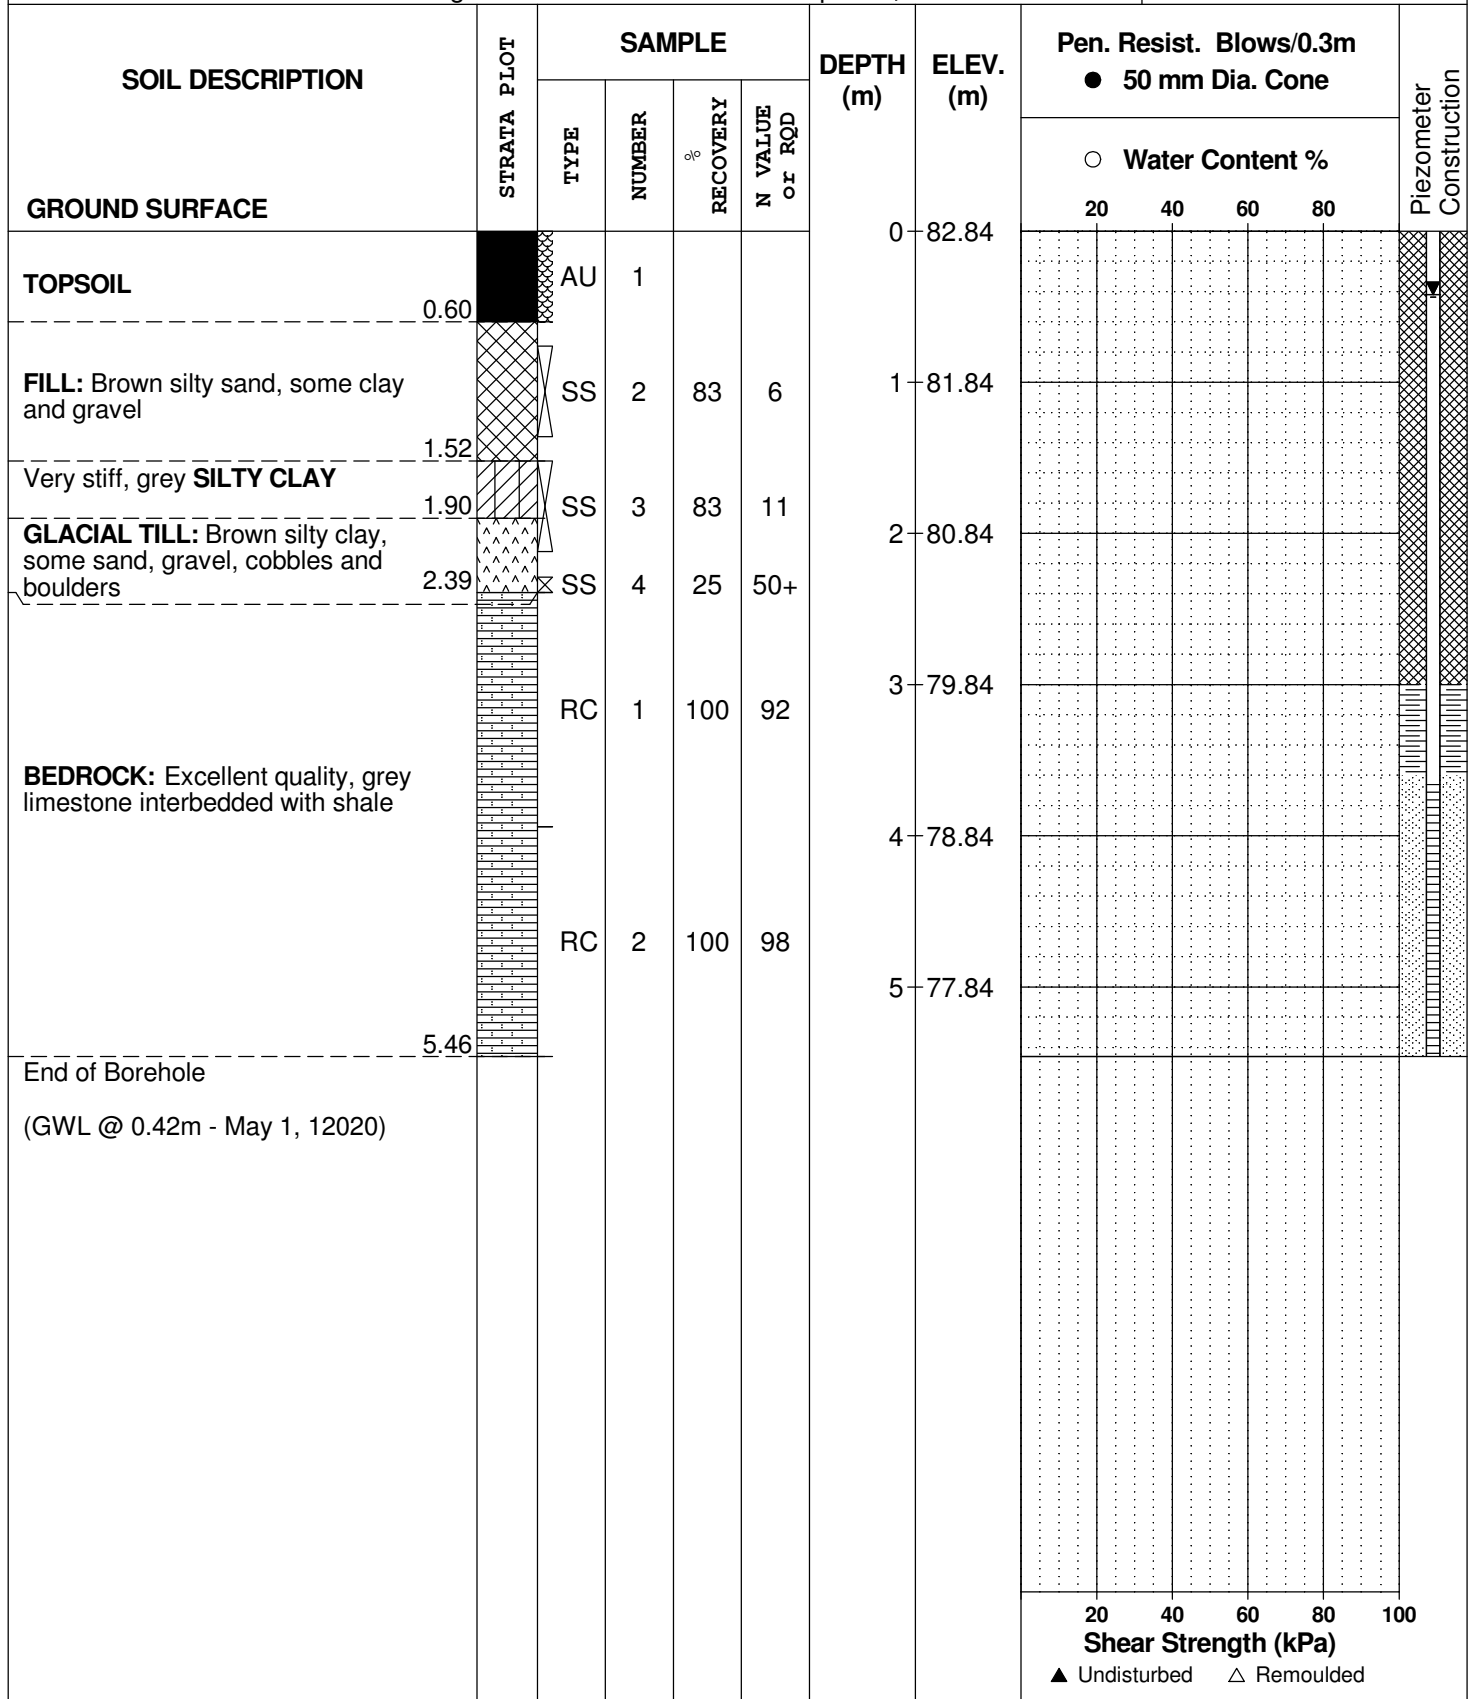 SOIL DESCRIPTION
GROUND SURFACE
STRATA PLOT
SAMPLE
TYPE
NUMBER
%
RECOVERY
N VALUE
or RQD
DEPTH
(m)
ELEV.
(m)
Pen. Resist. Blows/0.3m
● 50 mm Dia. Cone
○ Water Content %
20 40 60 80
Piezometer
Construction
0 82.84
TOPSOIL
0.60
AU 1
FILL: Brown silty sand, some clay
and gravel
1.52
SS 2 83 6
1 81.84
Very stiff, grey SILTY CLAY
1.90
SS 3 83 11
GLACIAL TILL: Brown silty clay,
some sand, gravel, cobbles and
boulders
2.39
2 80.84
SS 4 25 50+
3 79.84
RC 1 100 92
BEDROCK: Excellent quality, grey
limestone interbedded with shale
4 78.84
RC 2 100 98
5 77.84
5.46
End of Borehole
(GWL @ 0.42m - May 1, 12020)
20 40 60 80 100
Shear Strength (kPa)
▲ Undisturbed △ Remoulded